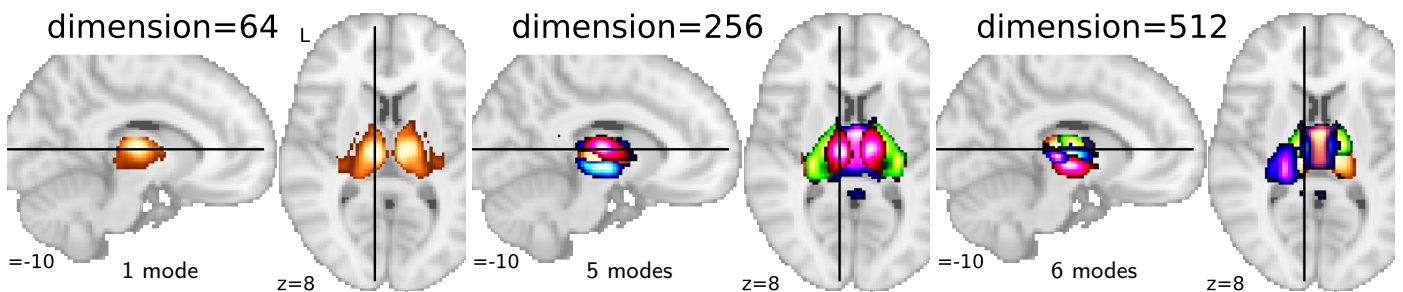 dimension=64
L
=-10
1 mode
z=8
dimension=256
=-10
5 modes
z=8
dimension=512
=-10
6 modes
z=8